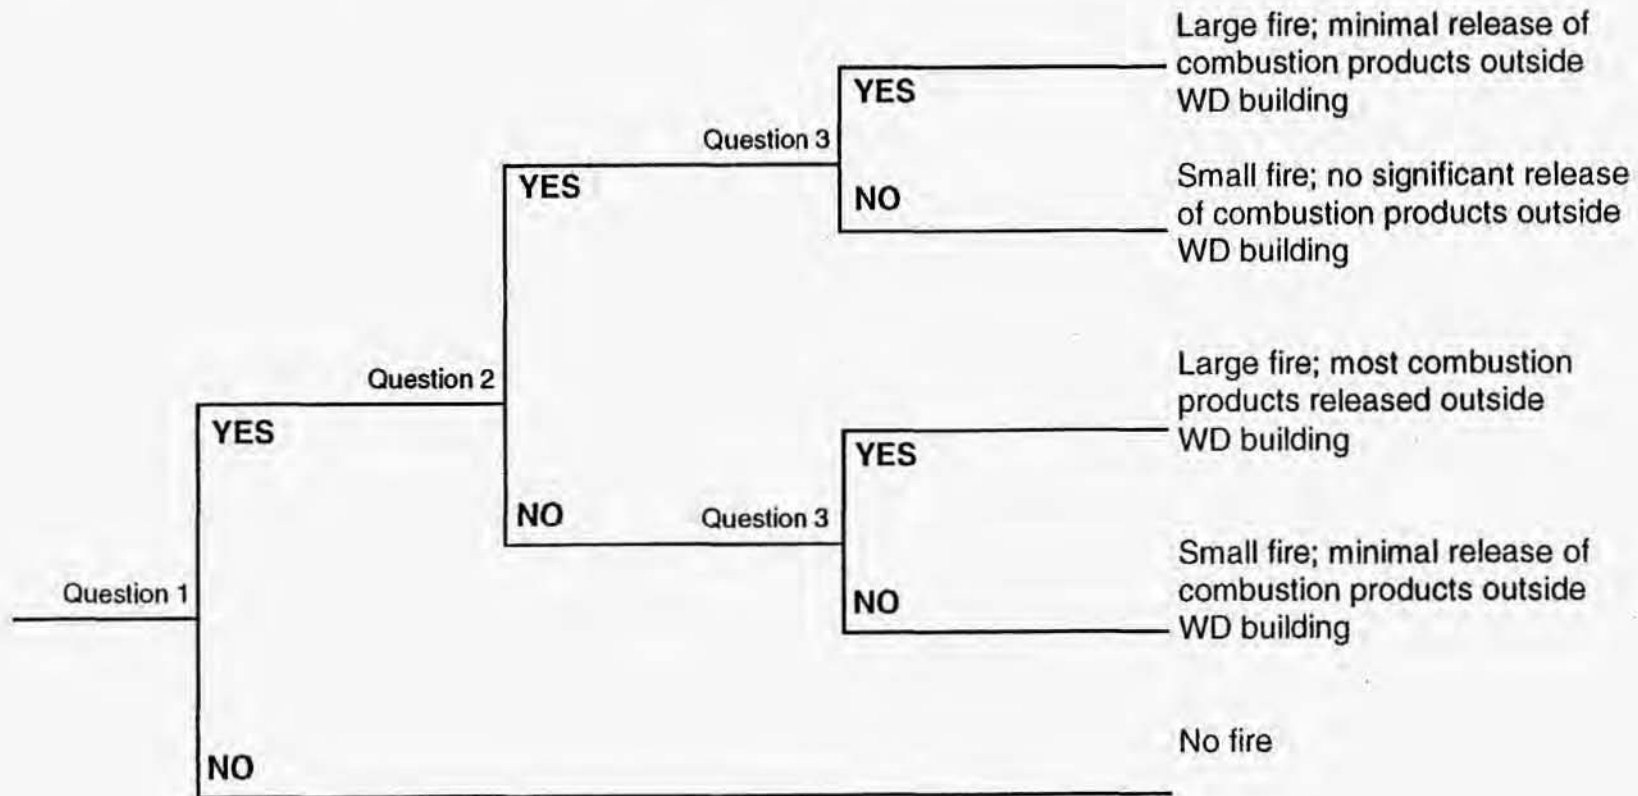 Large fire; minimal release of
combustion products outside
WD building
YES
Question 3
Small fire; no significant release
of combustion products outside
WD building
YES
NO
Large fire; most combustion
products released outside
WD building
Question 2
YES
YES
NO
Question 3
Small fire; minimal release of
combustion products outside
WD building
Question 1
NO
No fire
NO